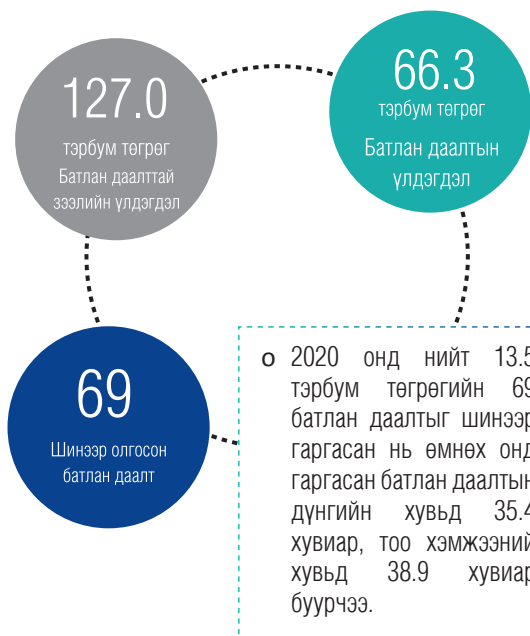 127.0
тэрбум төгрөг
Батлан даалттай
зээлийн үлдэгдэл
66.3
тэрбум төгрөг
Батлан даалтын
үлдэгдэл
69
Шинээр олгосон
батлан даалт
о 2020 онд нийт 13.5
тэрбум төгрөгийн 69
батлан даалтыг шинээр
гаргасан нь өмнөх онд
гаргасан батлан даалтын
дүнгийн хувьд 35.4
хувиар, тоо хэмжээний
хувьд 38.9 хувиар
буурчээ.